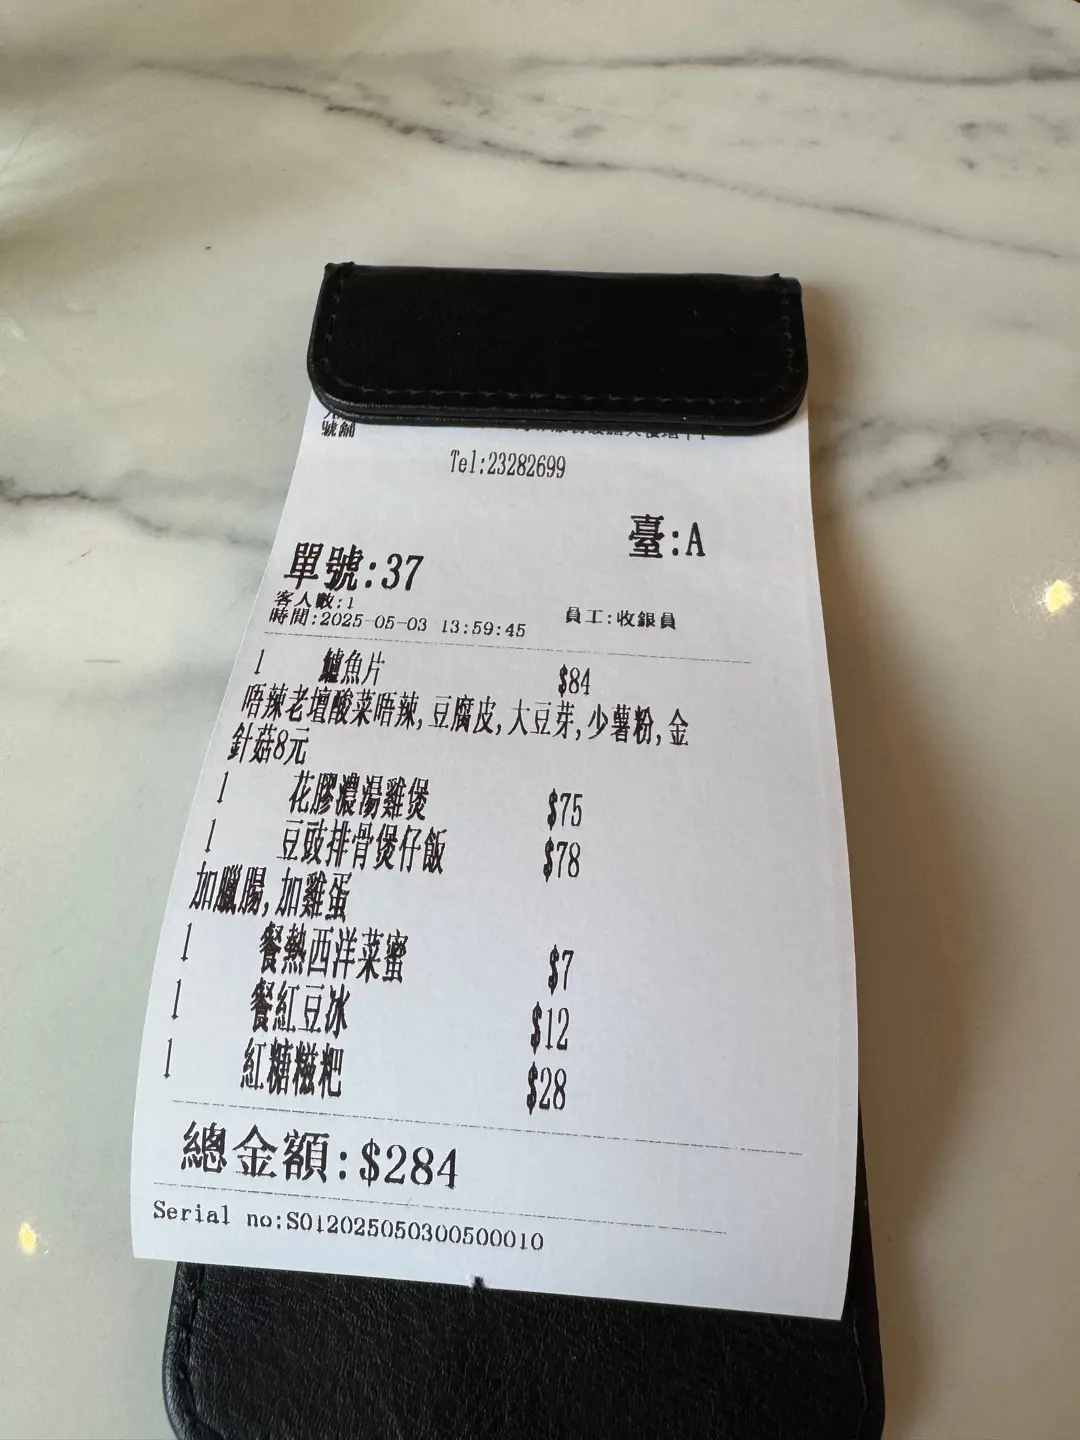 號舖
Tel:23282699
臺:A
單號:37
客人數:1
時間:2025-05-03 13:59:45 員工:收銀員
1 鱸魚片 $84
唔辣老壇酸菜唔辣,豆腐皮,大豆芽,少薯粉,金
針菇8元
1 花膠濃湯雞煲 $75
1 豆豉排骨煲仔飯 $78
加臘腸,加雞蛋
1 餐熱西洋菜蜜 $7
1 餐紅豆冰 $12
1 紅糖糍粑 $28
總金額:$284
Serial no:S012025050300500010